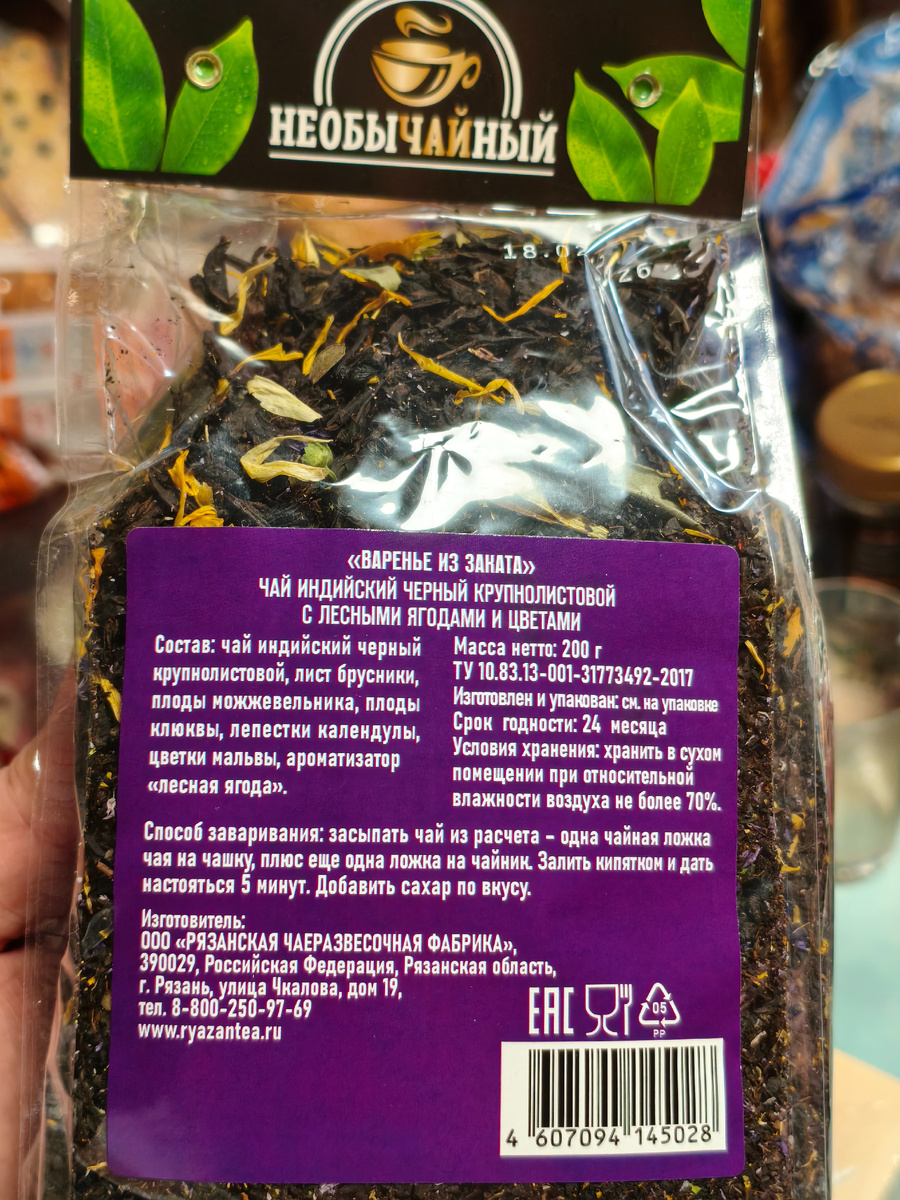 НЕОБЫЧАЙНЫЙ
18.02 26
«ВАРЕНЬЕ ИЗ ЗАКАТА»
ЧАЙ ИНДИЙСКИЙ ЧЕРНЫЙ КРУПНОЛИСТОВОЙ
С ЛЕСНЫМИ ЯГОДАМИ И ЦВЕТАМИ
Состав: чай индийский черный
крупнолистовой, лист брусники,
плоды можжевельника, плоды
клюквы, лепестки календулы,
цветки мальвы, ароматизатор
«лесная ягода».
Масса нетто: 200 г
ТУ 10.83.13-001-31773492-2017
Изготовлен и упакован: см. на упаковке
Срок годности: 24 месяца
Условия хранения: хранить в сухом
помещении при относительной
влажности воздуха не более 70%.
Способ заваривания: засыпать чай из расчета – одна чайная ложка
чая на чашку, плюс еще одна ложка на чайник. Залить кипятком и дать
настояться 5 минут. Добавить сахар по вкусу.
Изготовитель:
ООО «РЯЗАНСКАЯ ЧАЕРАЗВЕСОЧНАЯ ФАБРИКА»,
390029, Российская Федерация, Рязанская область,
г. Рязань, улица Чкалова, дом 19,
тел. 8-800-250-97-69
www.ryazantea.ru
EAC
05
PP
4 607094 145028